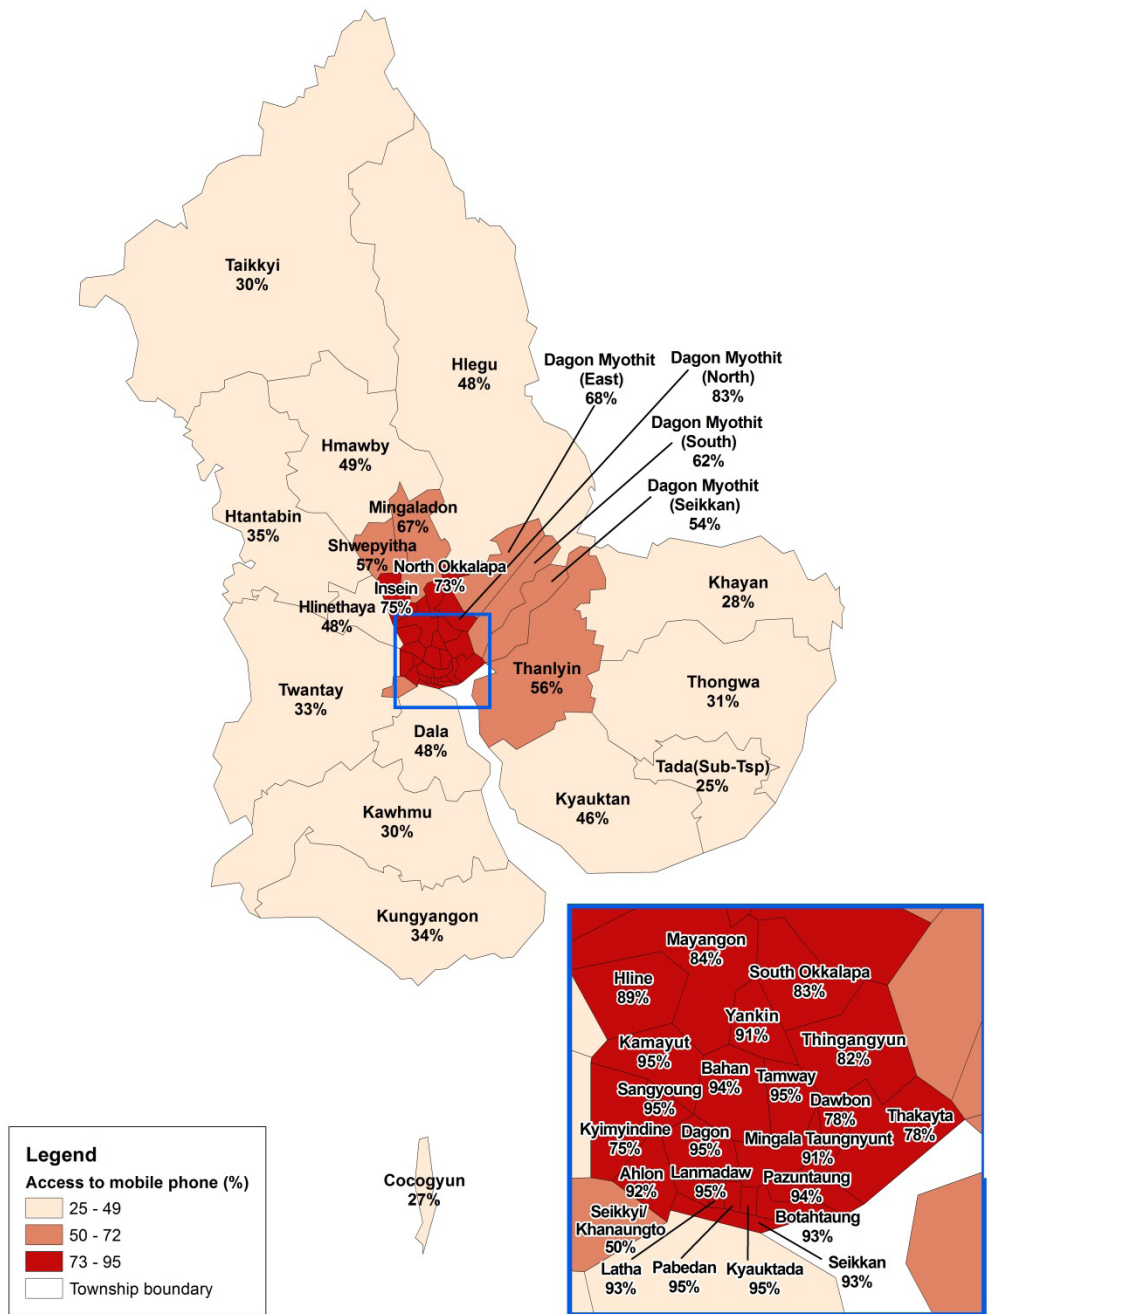 Taikkyi
30%
Hlegu
48%
Dagon Myothit
(East)
68%
Dagon Myothit
(North)
83%
Dagon Myothit
(South)
62%
Dagon Myothit
(Seikkan)
54%
Hmawby
49%
Mingaladon
67%
Htantabin
35%
Shwepyitha
57%
North Okkalapa
73%
Insein
75%
Hlinethaya
48%
Khayan
28%
Thanlyin
56%
Thongwa
31%
Twantay
33%
Dala
48%
Tada(Sub-Tsp)
25%
Kyauktan
46%
Kawhmu
30%
Kungyangon
34%
Cocogyun
27%
Mayangon
84%
South Okkalapa
83%
Hline
89%
Yankin
91%
Thingangyun
82%
Kamayut
95%
Bahan
94%
Tamway
95%
Sangyoung
95%
Dawbon
78%
Thakayta
78%
Kyimyindine
75%
Dagon
95%
Mingala Taungnyunt
91%
Ahlon
92%
Lanmadaw
95%
Pazuntaung
94%
Seikkyi/
Khanaungto
50%
Botahtaung
93%
Latha
93%
Pabedan
95%
Kyauktada
95%
Seikkan
93%
Legend
Access to mobile phone (%)
25 - 49
50 - 72
73 - 95
Township boundary